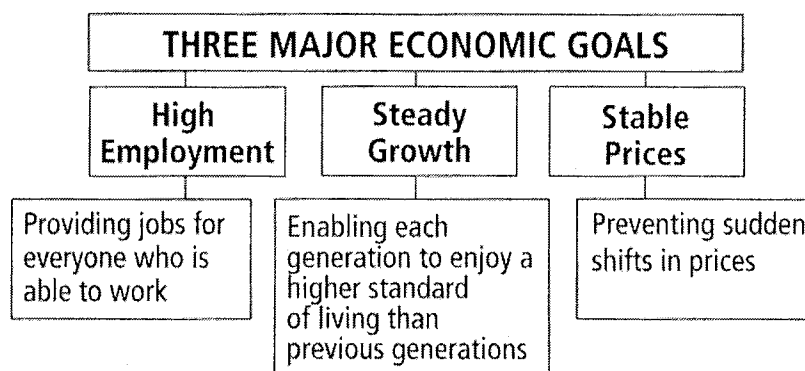 THREE MAJOR ECONOMIC GOALS
High
Employment
Steady
Growth
Stable
Prices
Providing jobs for
everyone who is
able to work
Enabling each
generation to enjoy a
higher standard
of living than
previous generations
Preventing sudden
shifts in prices